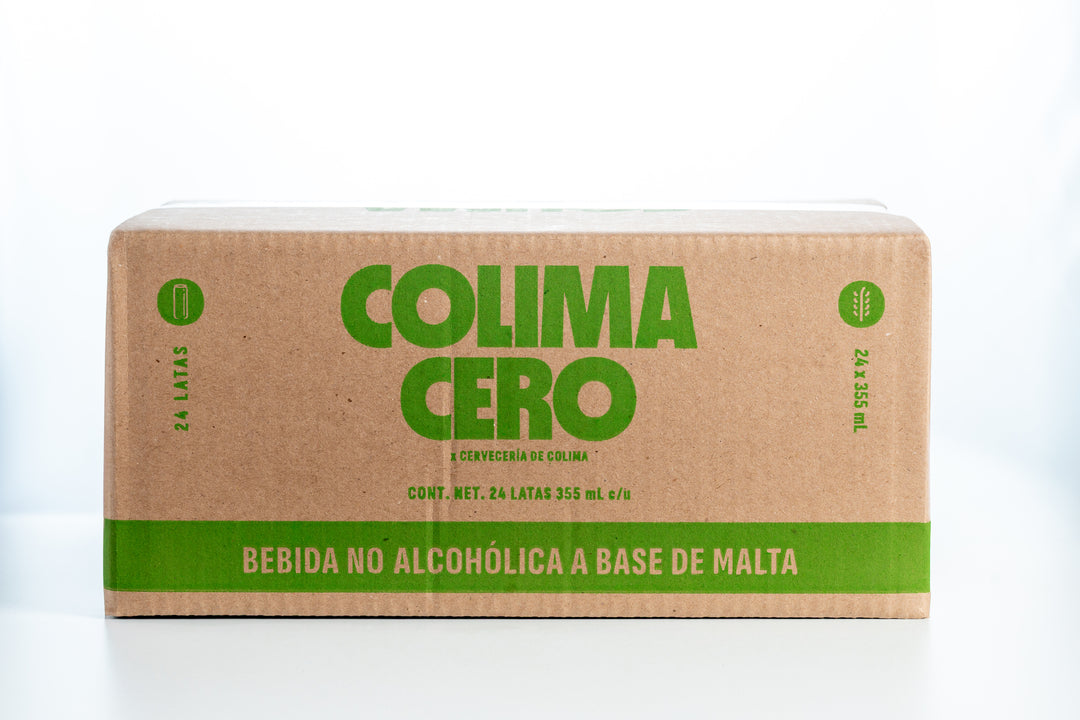 COLIMA
CERO
x CERVECERÍA DE COLIMA
CONT. NET. 24 LATAS 355 mL c/u
24 LATAS
24 x 355 mL
BEBIDA NO ALCOHÓLICA A BASE DE MALTA